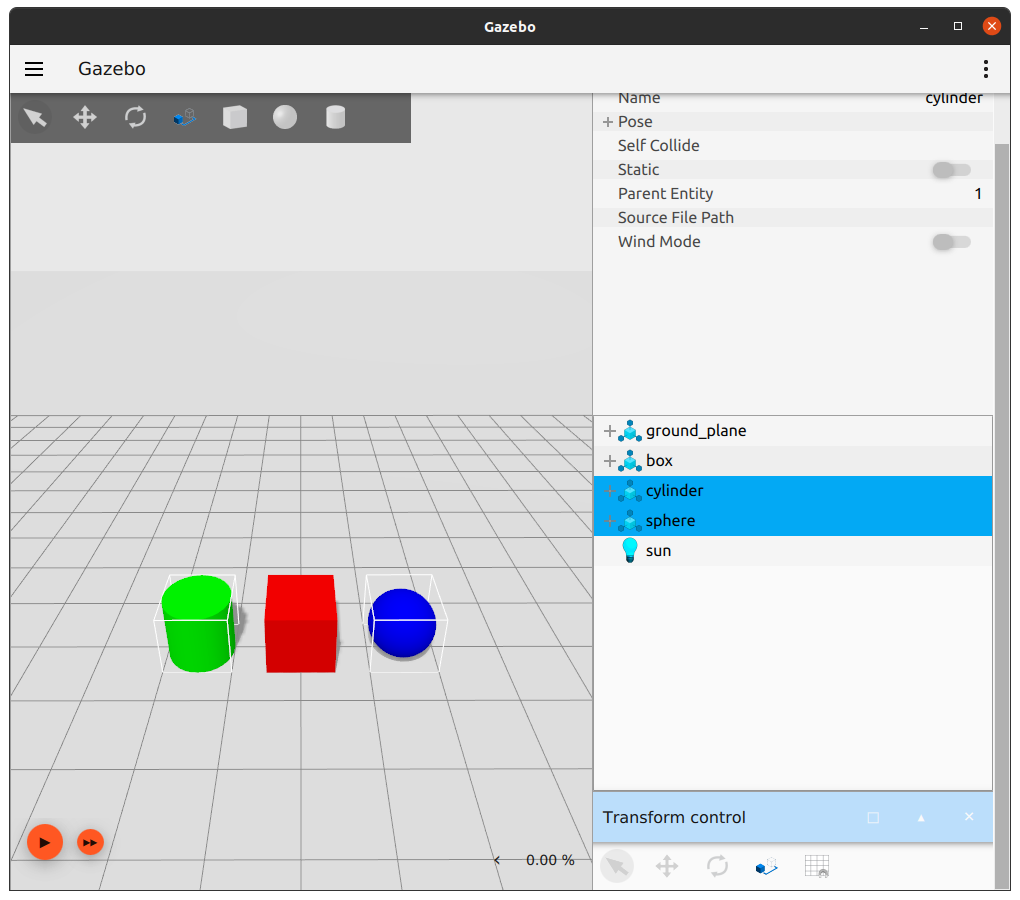 Gazebo
Gazebo
Name cylinder
Pose
Self Collide
Static
Parent Entity 1
Source File Path
Wind Mode
ground_plane
box
cylinder
sphere
sun
Transform control
0.00 %